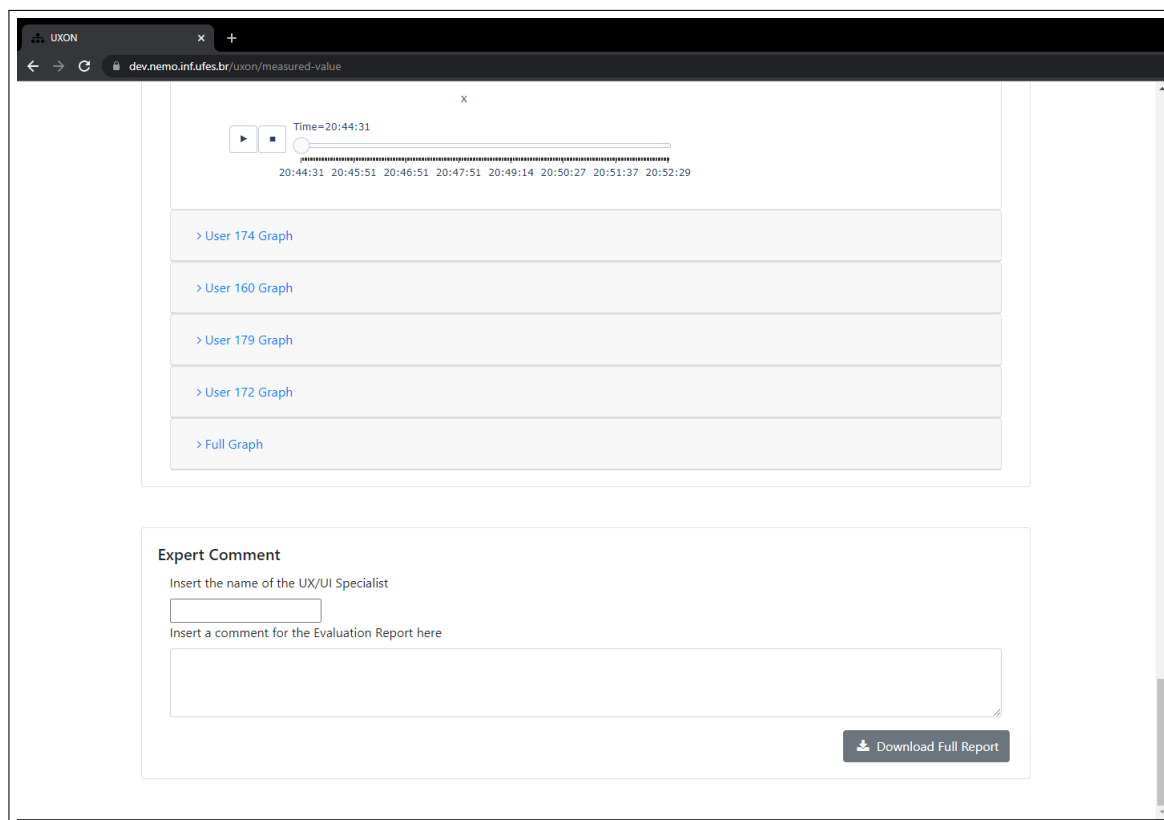 UXON
dev.nemo.inf.ufes.br/uxon/measured-value
x
Time=20:44:31
20:44:31 20:45:51 20:46:51 20:47:51 20:49:14 20:50:27 20:51:37 20:52:29
User 174 Graph
User 160 Graph
User 179 Graph
User 172 Graph
Full Graph
Expert Comment
Insert the name of the UX/UI Specialist
Insert a comment for the Evaluation Report here
Download Full Report